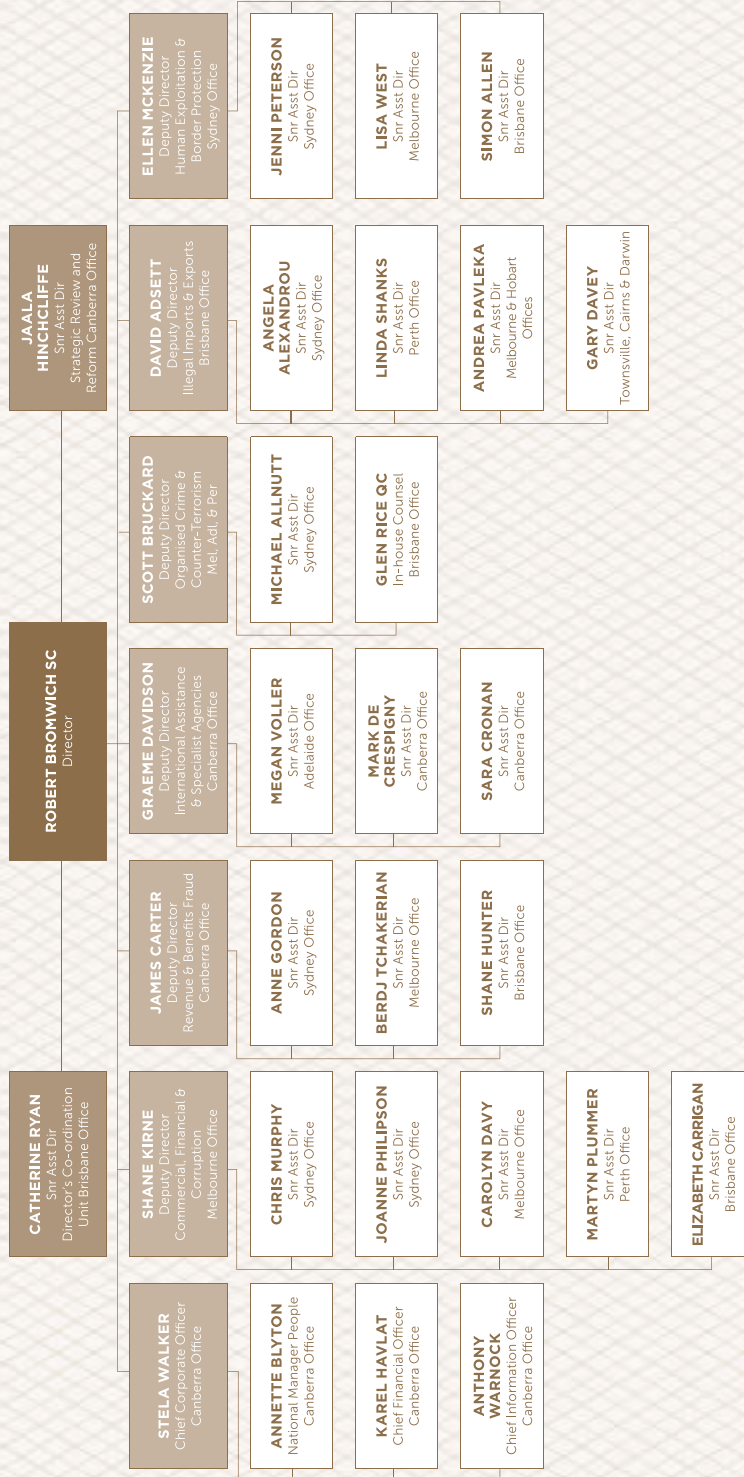 CATHERINE RYAN
Snr Asst Dir
Director's Co-ordination
Unit Brisbane Office
ROBERT BROMWICH SC
Director
JAALA
HINCHCLIFFE
Snr Asst Dir
Strategic Review and
Reform Canberra Office
STELA WALKER
Chief Corporate Officer
Canberra Office
SHANE KIRNE
Deputy Director
Commercial, Financial &
Corruption
Melbourne Office
JAMES CARTER
Deputy Director
Revenue & Benefits Fraud
Canberra Office
GRAEME DAVIDSON
Deputy Director
International Assistance
& Specialist Agencies
Canberra Office
SCOTT BRUCKARD
Deputy Director
Organised Crime &
Counter-Terrorism
Mel, Adl, & Per
DAVID ADSETT
Deputy Director
Illegal Imports & Exports
Brisbane Office
ELLEN MCKENZIE
Deputy Director
Human Exploitation &
Border Protection
Sydney Office
ANNETTE BLYTON
National Manager People
Canberra Office
CHRIS MURPHY
Snr Asst Dir
Sydney Office
ANNE GORDON
Snr Asst Dir
Sydney Office
MEGAN VOLLER
Snr Asst Dir
Adelaide Office
MICHAEL ALLNUTT
Snr Asst Dir
Sydney Office
ANGELA
ALEXANDROU
Snr Asst Dir
Sydney Office
JENNI PETERSON
Snr Asst Dir
Sydney Office
KAREL HAVLAT
Chief Financial Officer
Canberra Office
JOANNE PHILIPSON
Snr Asst Dir
Sydney Office
BERDJ TCHAKERIAN
Snr Asst Dir
Melbourne Office
MARK DE
CRESPIGNY
Snr Asst Dir
Canberra Office
GLEN RICE QC
In-house Counsel
Brisbane Office
LINDA SHANKS
Snr Asst Dir
Perth Office
LISA WEST
Snr Asst Dir
Melbourne Office
ANTHONY
WARNOCK
Chief Information Officer
Canberra Office
CAROLYN DAVY
Snr Asst Dir
Melbourne Office
SHANE HUNTER
Snr Asst Dir
Brisbane Office
SARA CRONAN
Snr Asst Dir
Canberra Office
ANDREA PAVLEKA
Snr Asst Dir
Melbourne & Hobart
Offices
SIMON ALLEN
Snr Asst Dir
Brisbane Office
MARTYN PLUMMER
Snr Asst Dir
Perth Office
GARY DAVEY
Snr Asst Dir
Townsville, Cairns & Darwin
ELIZABETH CARRIGAN
Snr Asst Dir
Brisbane Office